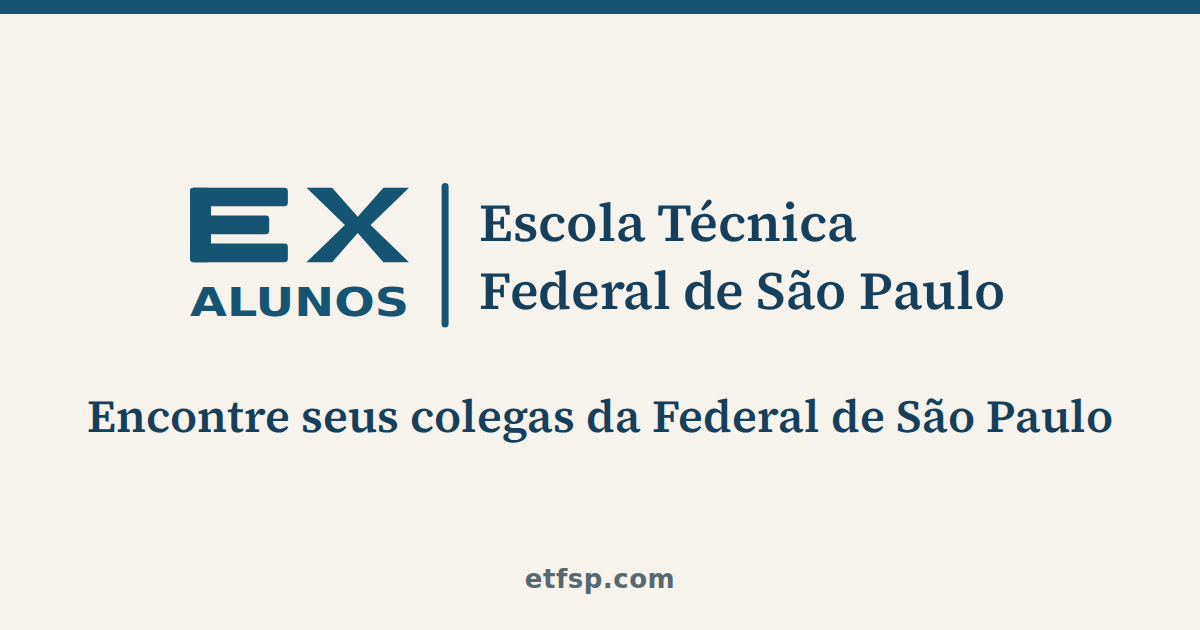 EX
ALUNOS
Escola Técnica
Federal de São Paulo
Encontre seus colegas da Federal de São Paulo
etfsp.com